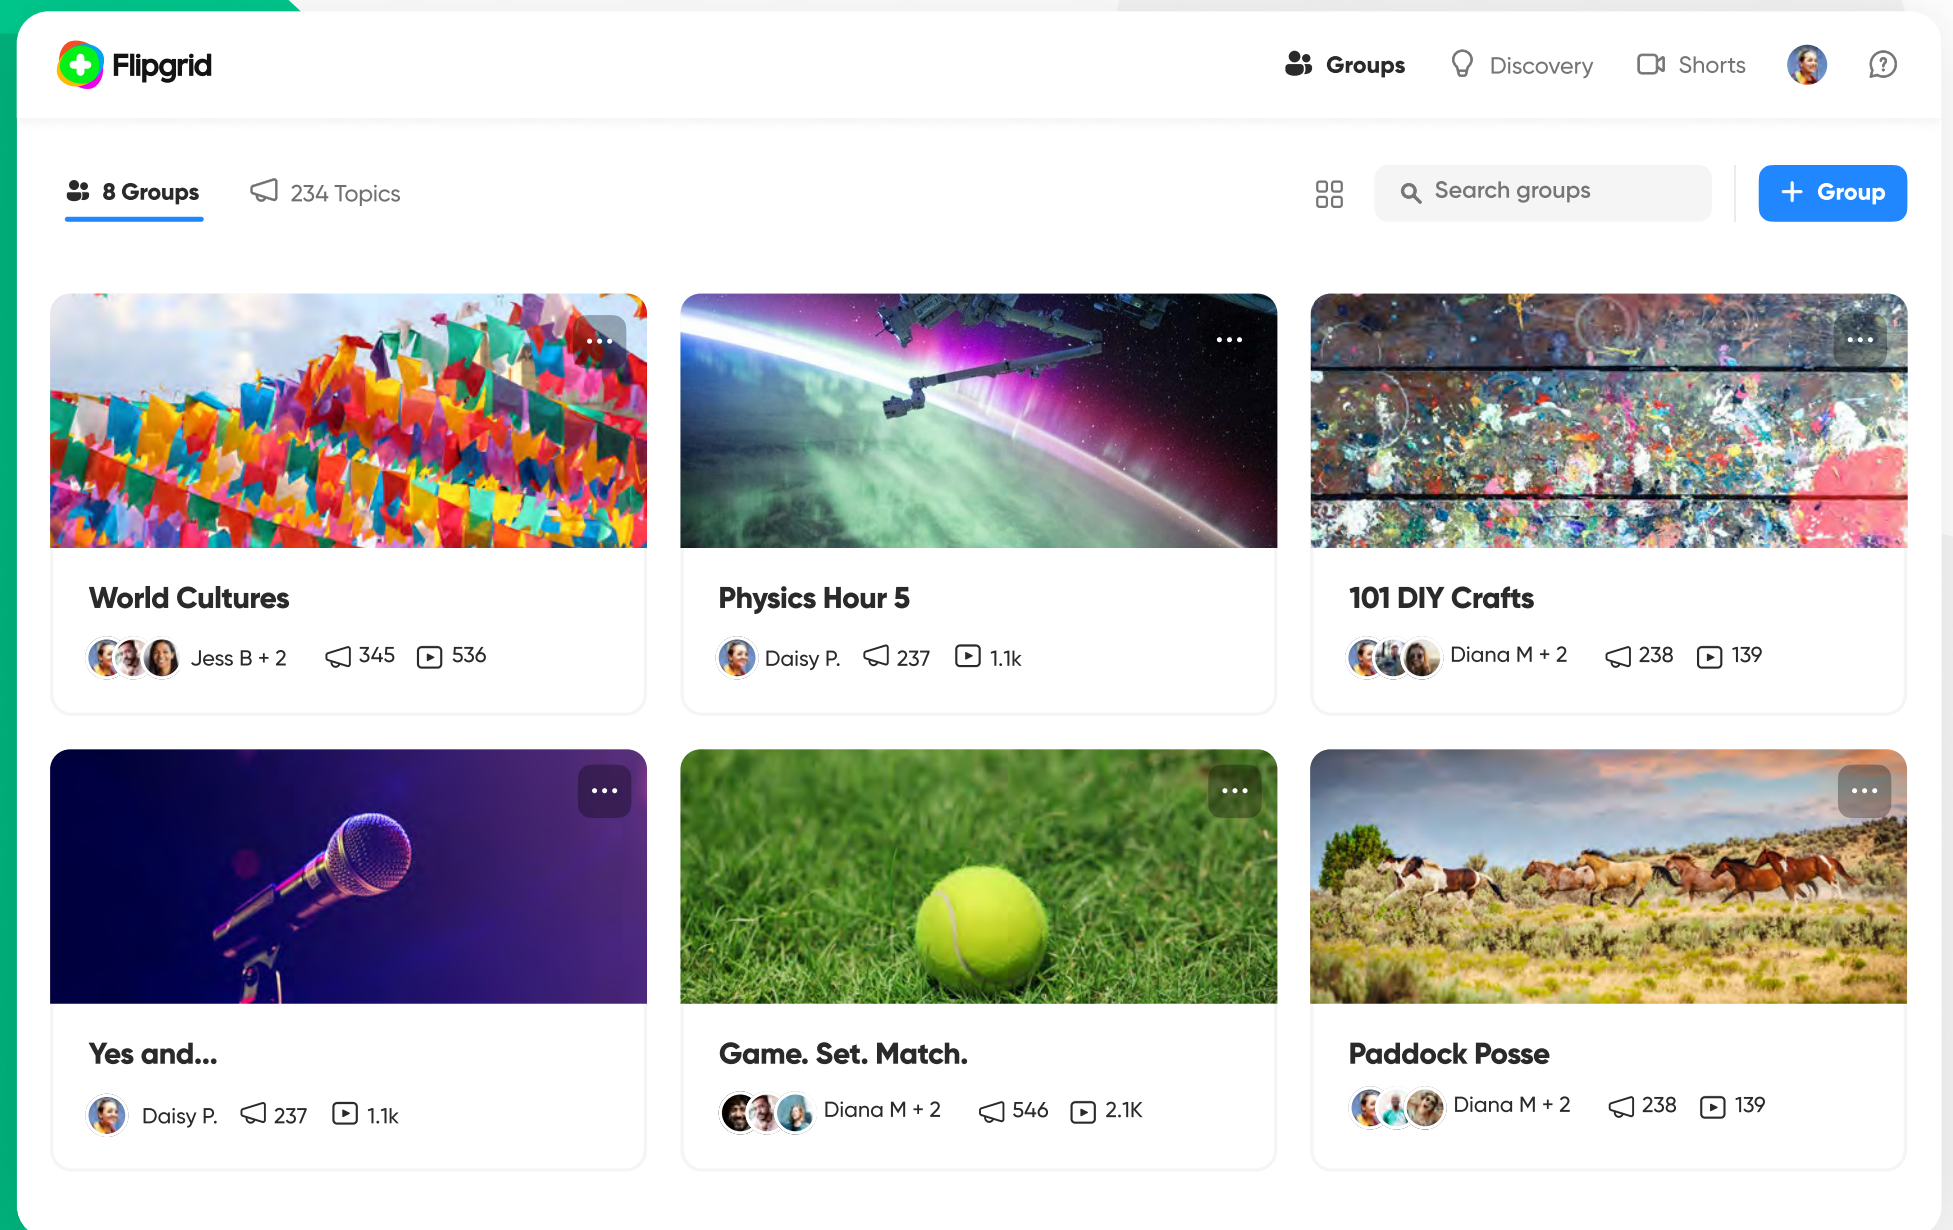 Flipgrid
Groups Discovery Shorts
8 Groups 234 Topics Search groups + Group
World Cultures
Jess B + 2 345 536
Physics Hour 5
Daisy P. 237 1.1k
101 DIY Crafts
Diana M + 2 238 139
Yes and...
Daisy P. 237 1.1k
Game. Set. Match.
Diana M + 2 546 2.1K
Paddock Posse
Diana M + 2 238 139